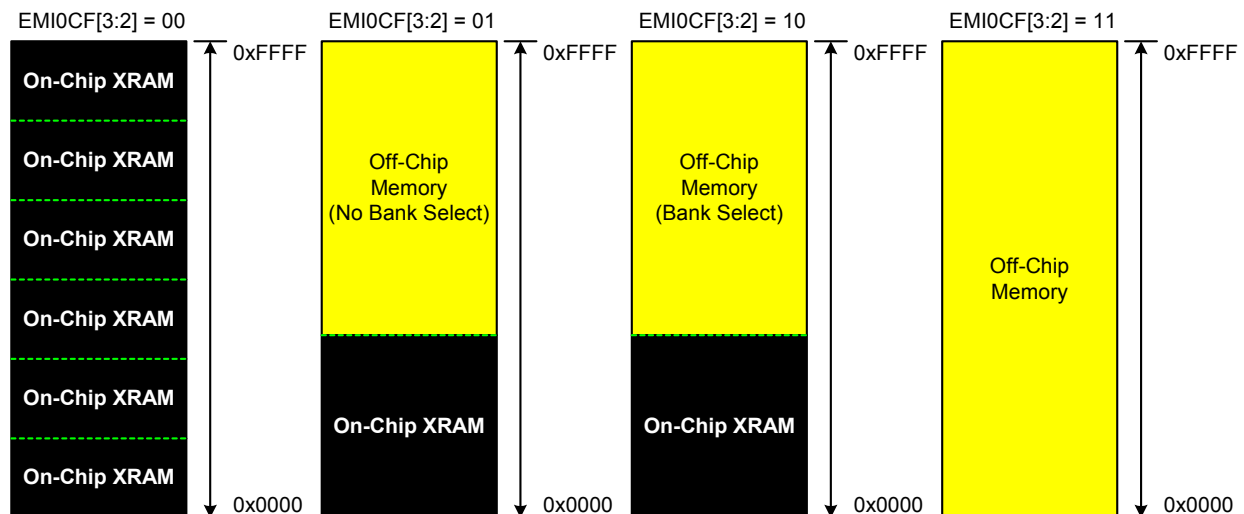 EMI0CF[3:2] = 00
On-Chip XRAM
On-Chip XRAM
On-Chip XRAM
On-Chip XRAM
On-Chip XRAM
On-Chip XRAM
0xFFFF
0x0000
EMI0CF[3:2] = 01
Off-Chip
Memory
(No Bank Select)
On-Chip XRAM
0xFFFF
0x0000
EMI0CF[3:2] = 10
Off-Chip
Memory
(Bank Select)
On-Chip XRAM
0xFFFF
0x0000
EMI0CF[3:2] = 11
Off-Chip
Memory
0xFFFF
0x0000